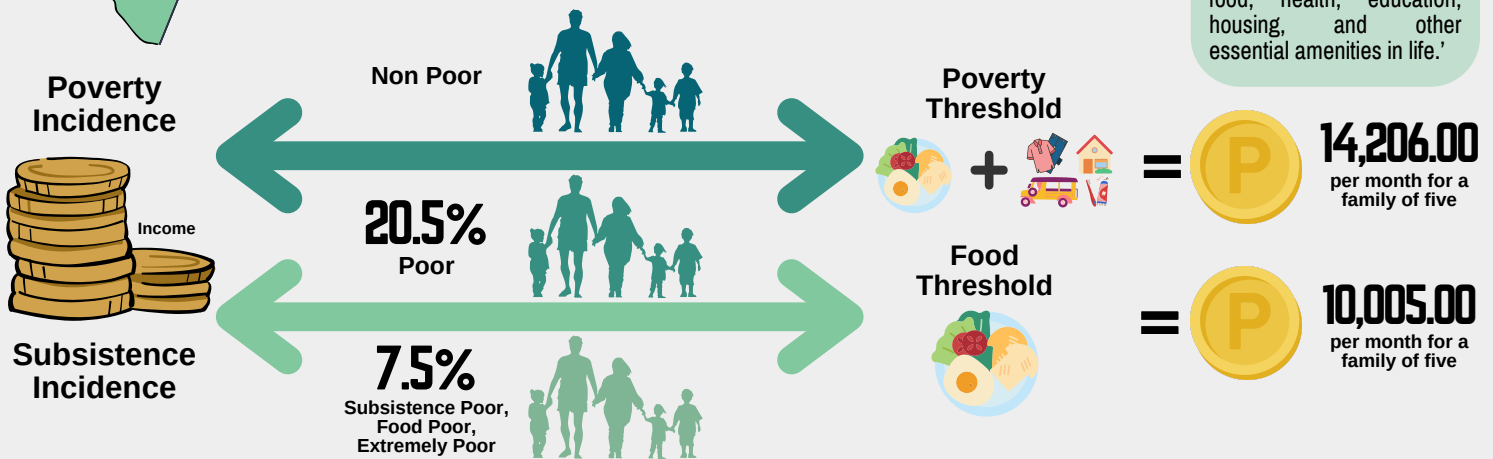 food, health, education,
housing, and other
essential amenities in life.'
Poverty
Incidence
Income
Subsistence
Incidence
Non Poor
20.5%
Poor
7.5%
Subsistence Poor,
Food Poor,
Extremely Poor
Poverty
Threshold
+
=
P
14,206.00
per month for a
family of five
Food
Threshold
=
P
10,005.00
per month for a
family of five